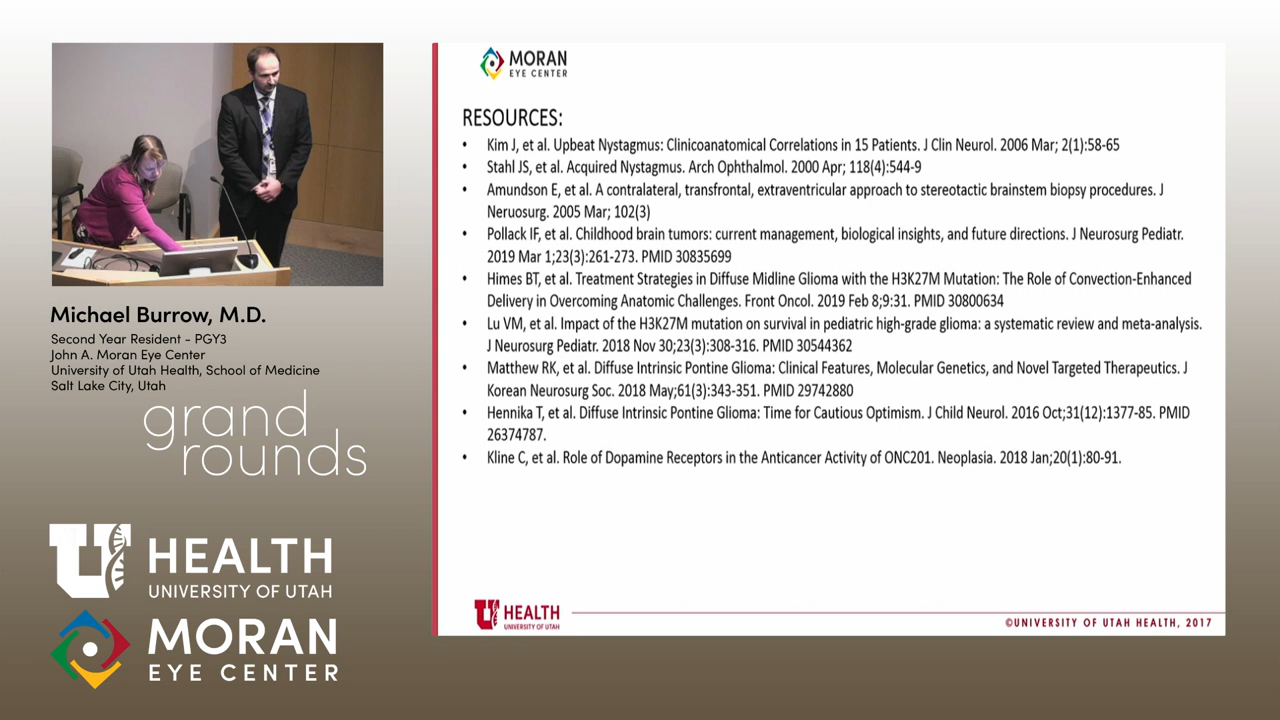 Michael Burrow, M.D.
Second Year Resident - PGY3
John A. Moran Eye Center
University of Utah Health, School of Medicine
Salt Lake City, Utah
grand
rounds
U
HEALTH
UNIVERSITY OF UTAH
MORAN
EYE CENTER
MORAN
EYE CENTER
RESOURCES:
• Kim J, et al. Upbeat Nystagmus: Clinicoanatomical Correlations in 15 Patients. J Clin Neurol. 2006 Mar; 2(1):58-65
• Stahl JS, et al. Acquired Nystagmus. Arch Ophthalmol. 2000 Apr; 118(4):544-9
• Amundson E, et al. A contralateral, transfrontal, extraventricular approach to stereotactic brainstem biopsy procedures. J
Neruosurg. 2005 Mar; 102(3)
• Pollack IF, et al. Childhood brain tumors: current management, biological insights, and future directions. J Neurosurg Pediatr.
2019 Mar 1;23(3):261-273. PMID 30835699
• Himes BT, et al. Treatment Strategies in Diffuse Midline Glioma with the H3K27M Mutation: The Role of Convection-Enhanced
Delivery in Overcoming Anatomic Challenges. Front Oncol. 2019 Feb 8;9:31. PMID 30800634
• Lu VM, et al. Impact of the H3K27M mutation on survival in pediatric high-grade glioma: a systematic review and meta-analysis.
J Neurosurg Pediatr. 2018 Nov 30;23(3):308-316. PMID 30544362
• Matthew RK, et al. Diffuse Intrinsic Pontine Glioma: Clinical Features, Molecular Genetics, and Novel Targeted Therapeutics. J
Korean Neurosurg Soc. 2018 May;61(3):343-351. PMID 29742880
• Hennika T, et al. Diffuse Intrinsic Pontine Glioma: Time for Cautious Optimism. J Child Neurol. 2016 Oct;31(12):1377-85. PMID
26374787.
• Kline C, et al. Role of Dopamine Receptors in the Anticancer Activity of ONC201. Neoplasia. 2018 Jan;20(1):80-91.
U
HEALTH
UNIVERSITY OF UTAH
©UNIVERSITY OF UTAH HEALTH, 2017